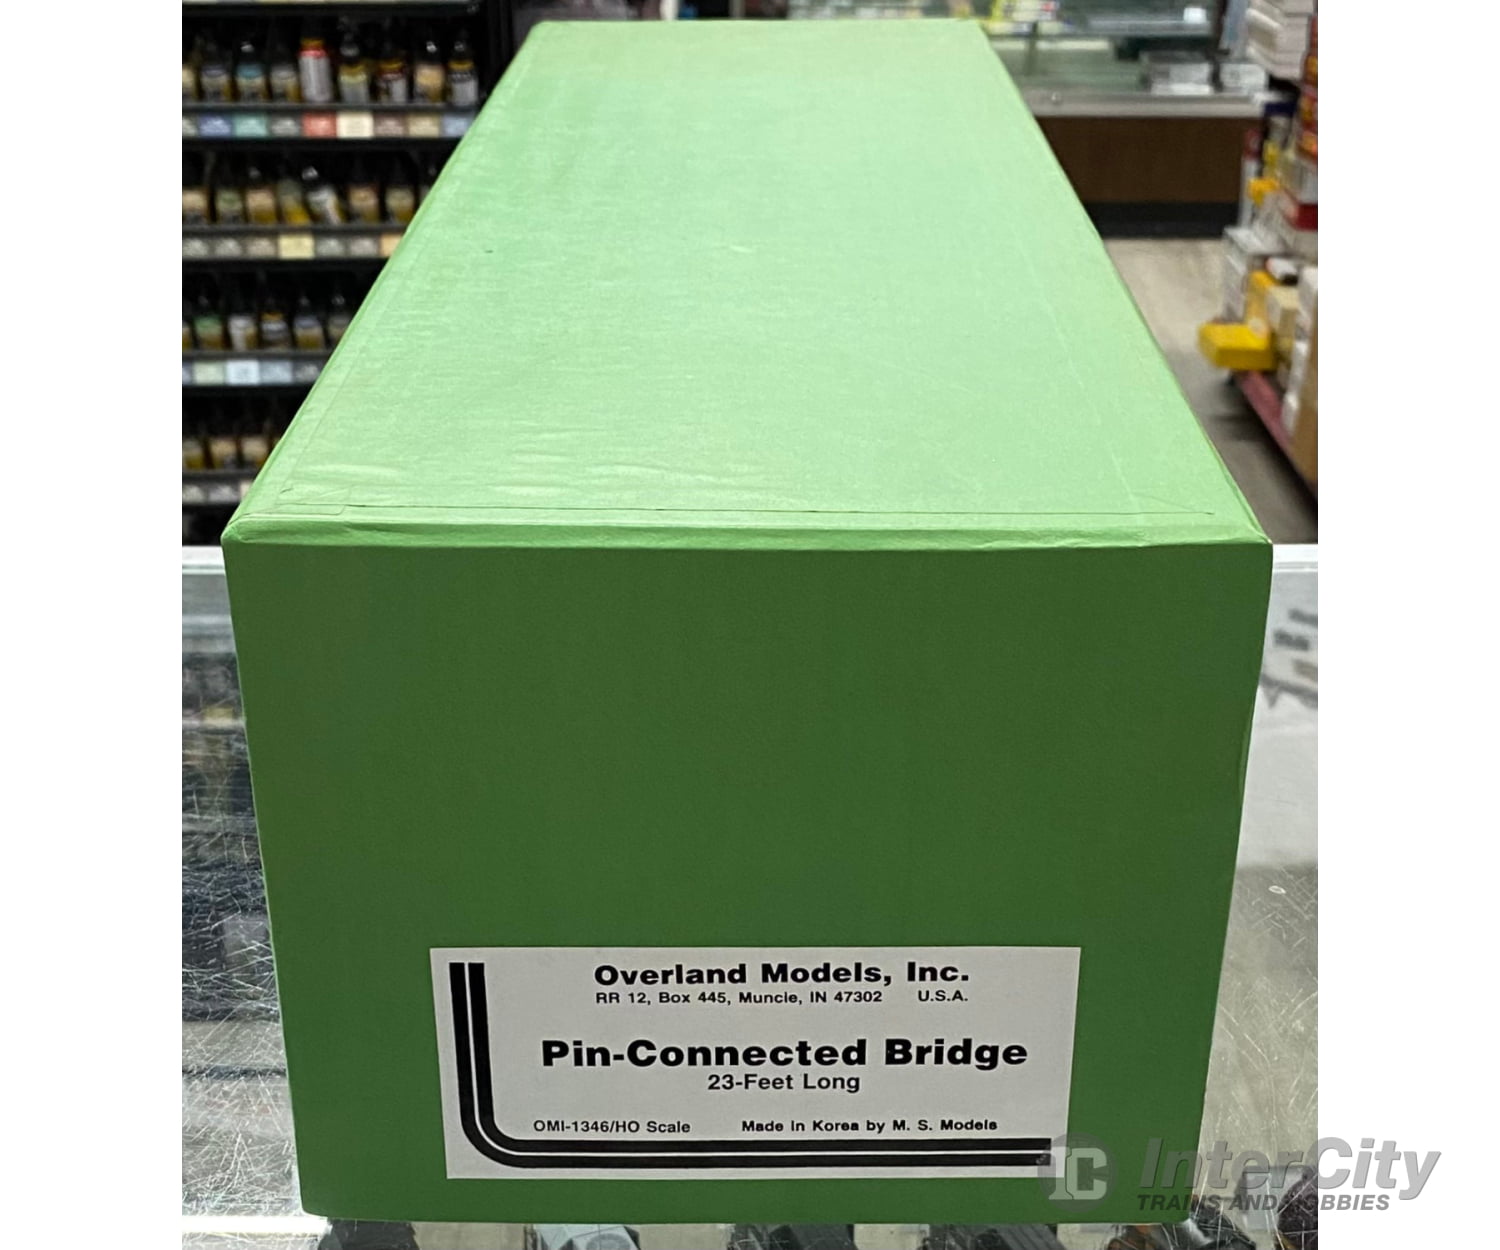 Overland Models, Inc.
RR 12, Box 445, Muncie, IN 47302 U.S.A.
Pin-Connected Bridge
23-Feet Long
OMI-1346/HO Scale Made in Korea by M. S. Models
IC InterCity
TRAINS AND HOBBIES